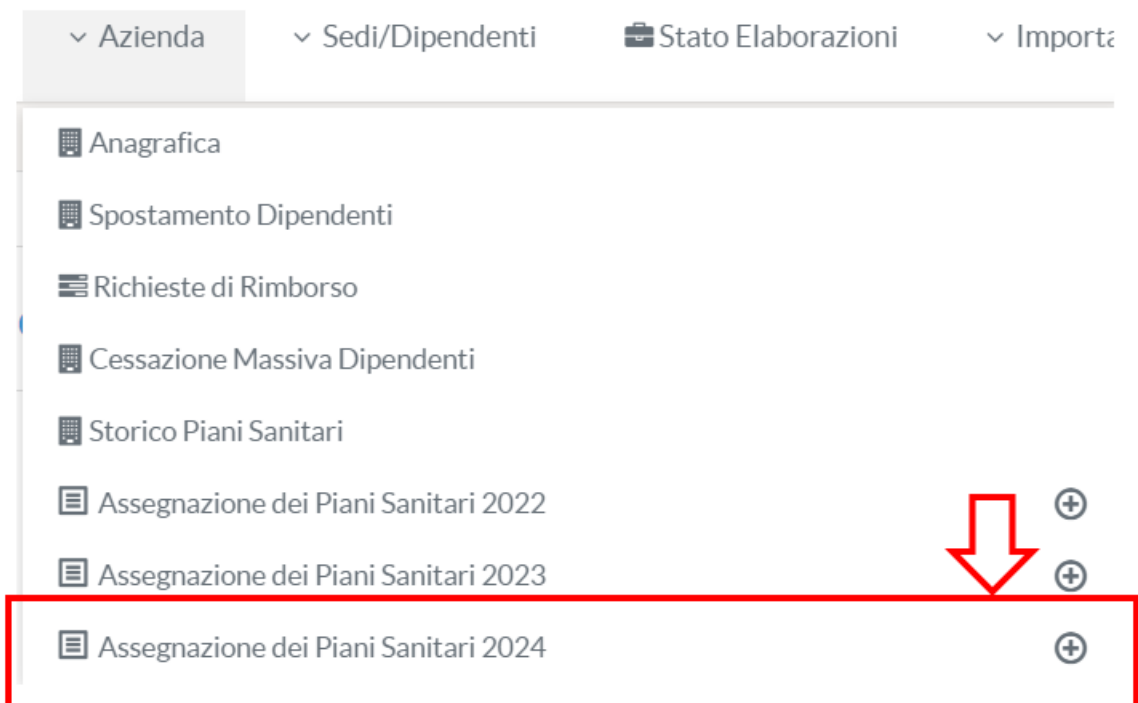 Azienda Sedi/Dipendenti Stato Elaborazioni Importa
Anagrafica
Spostamento Dipendenti
Richieste di Rimborso
Cessazione Massiva Dipendenti
Storico Piani Sanitari
Assegnazione dei Piani Sanitari 2022
Assegnazione dei Piani Sanitari 2023
Assegnazione dei Piani Sanitari 2024